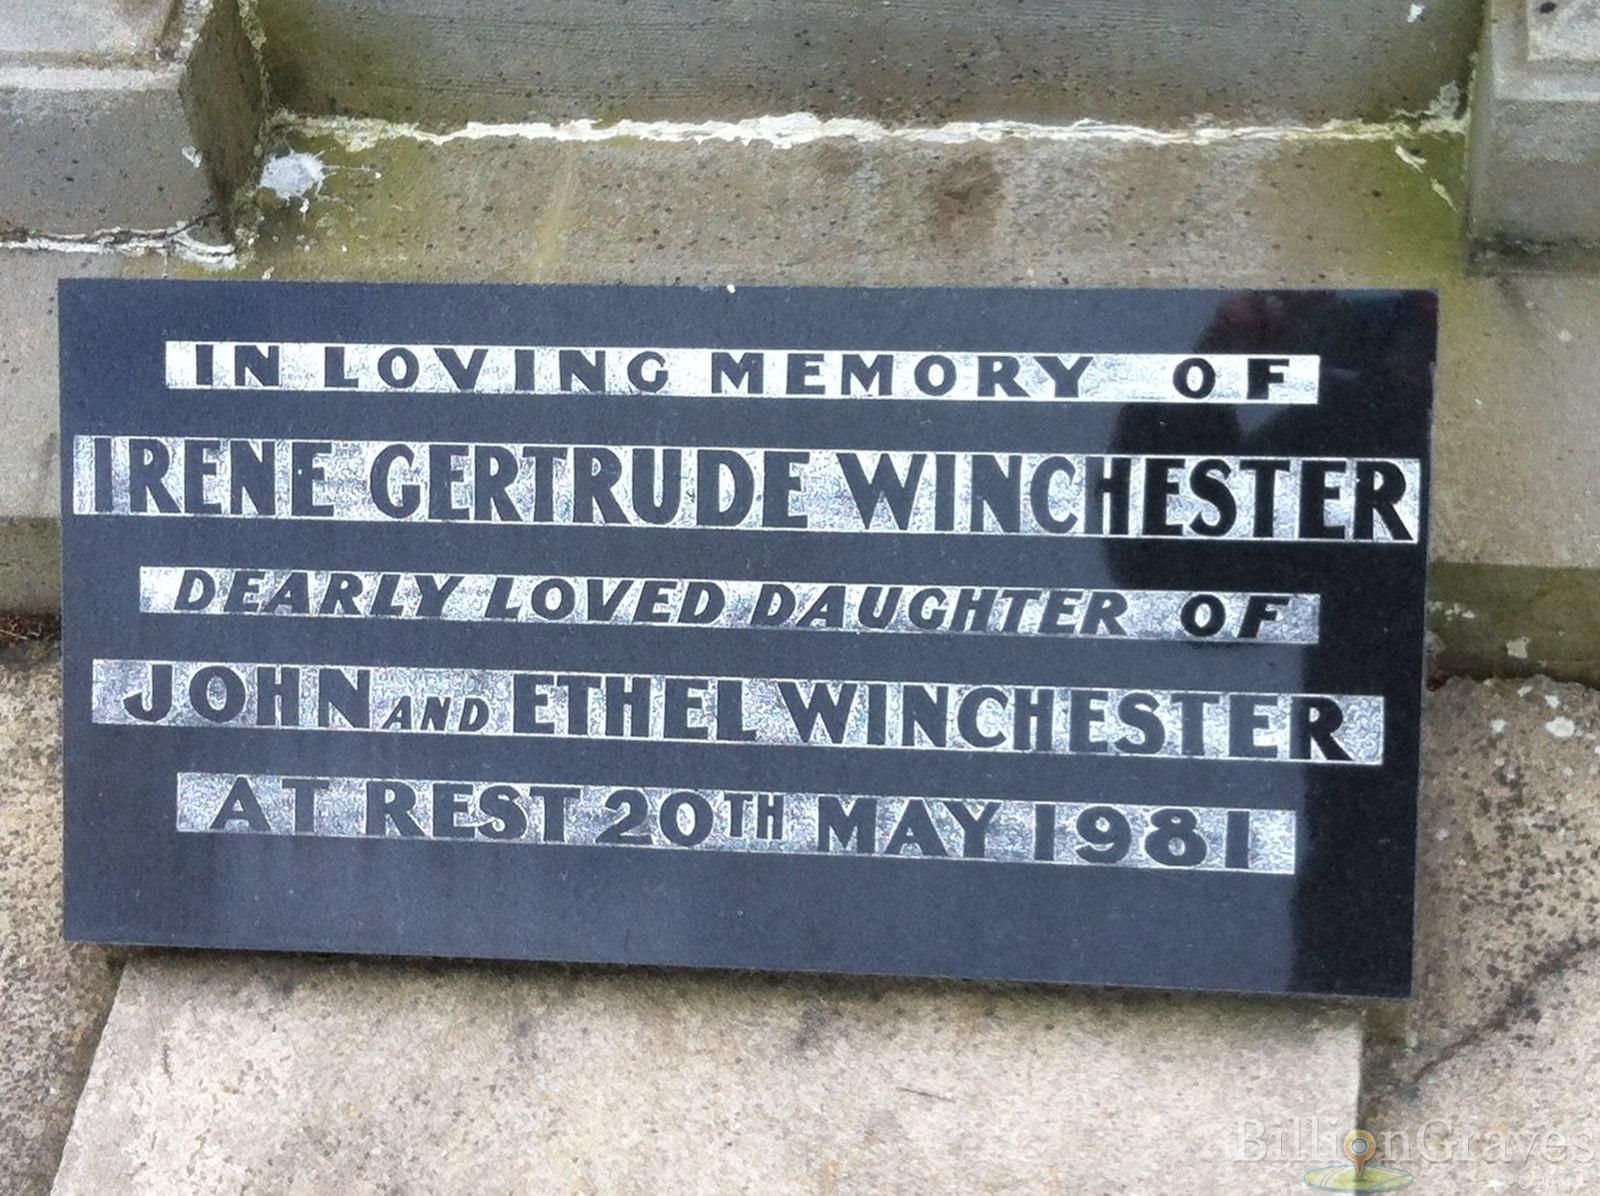 IN LOVING MEMORY OF
IRENE GERTRUDE WINCHESTER
DEARLY LOVED DAUGHTER OF
JOHN AND ETHEL WINCHESTER
AT REST 20TH MAY 1981
BillionGraves